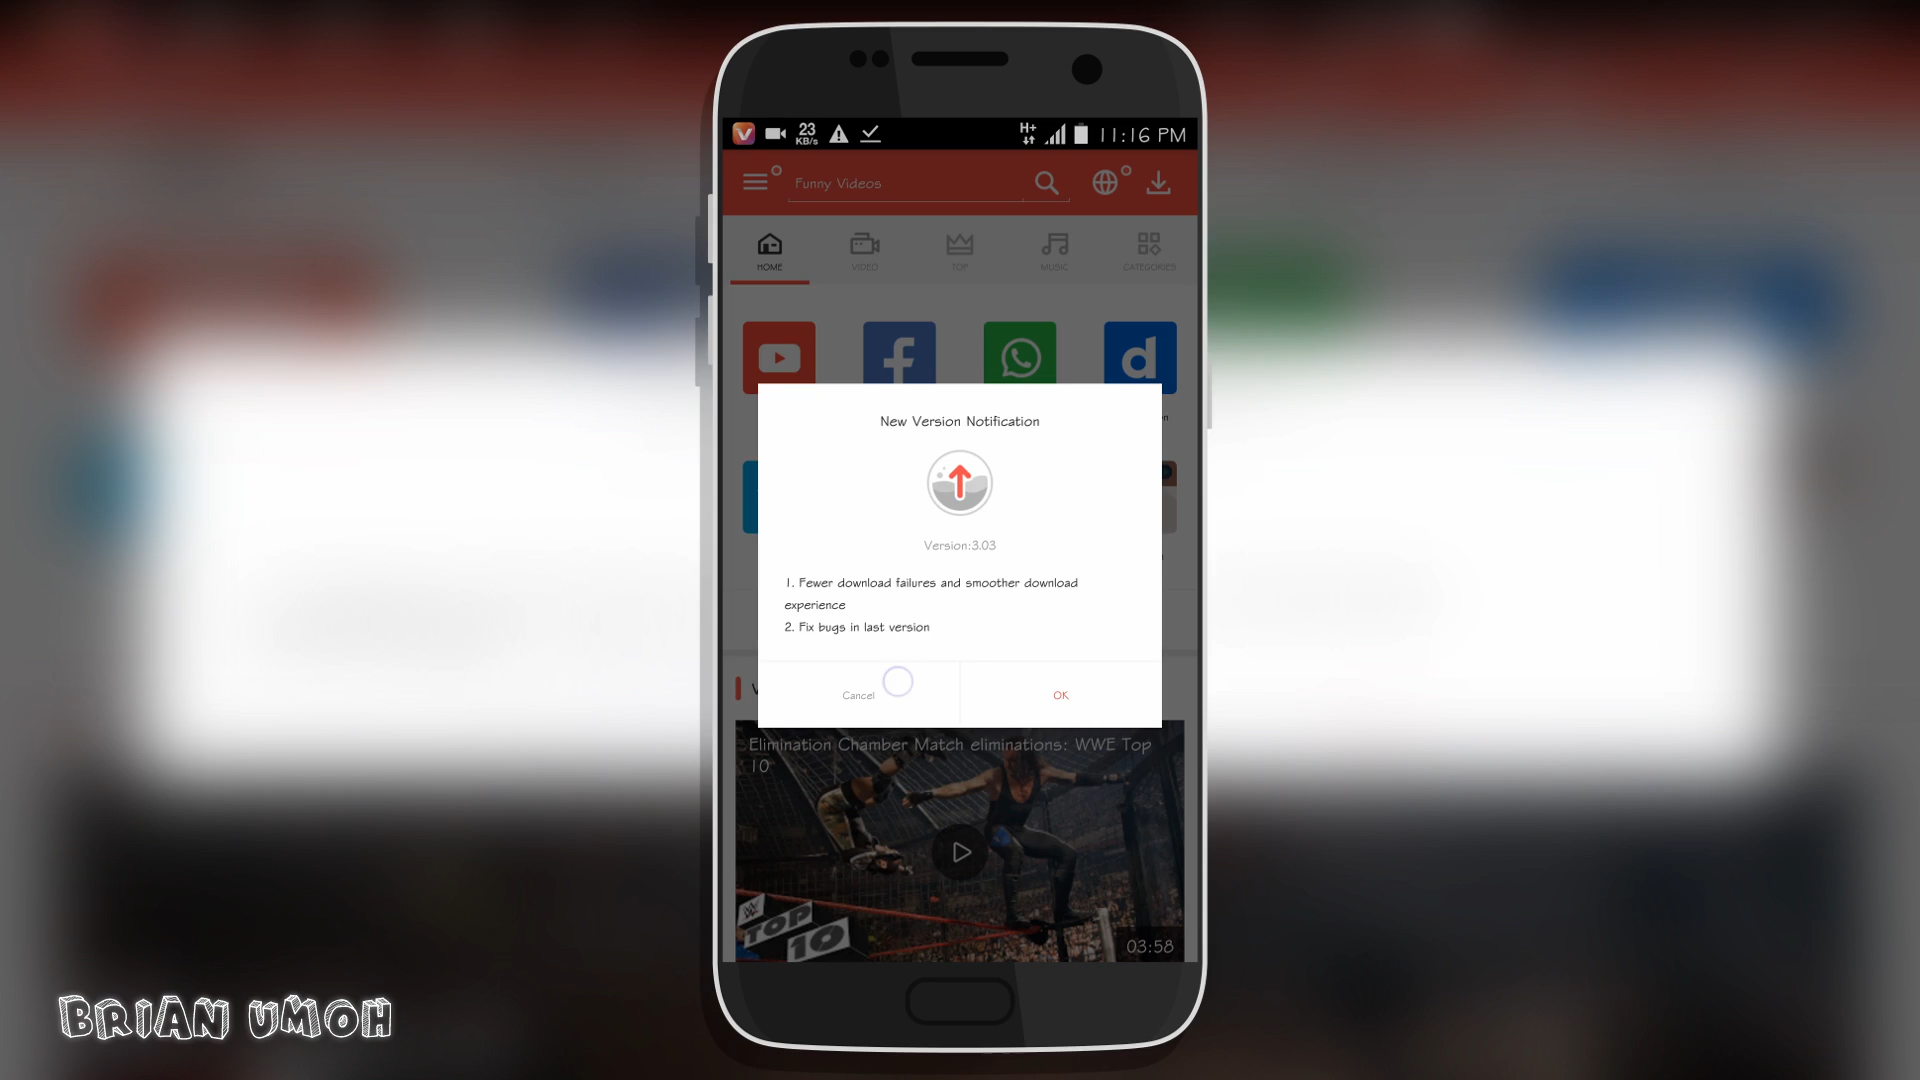 23
KB/s
H+
11:16 PM
Funny Videos
HOME
VIDEO
TOP
MUSIC
CATEGORIES
New Version Notification
Version:3.03
1. Fewer download failures and smoother download
experience
2. Fix bugs in last version
Cancel
OK
Elimination Chamber Match eliminations: WWE Top
10
TOP
10
03:58
BRIAN UMOH